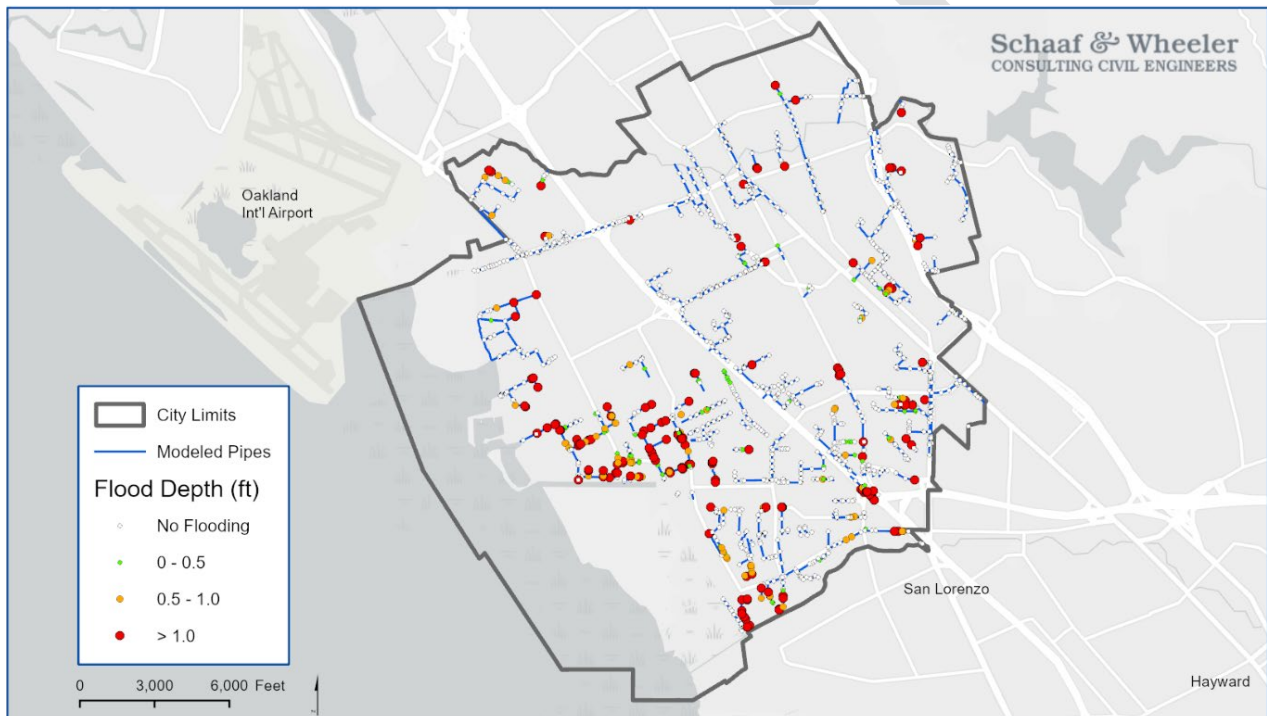 Schaaf & Wheeler
CONSULTING CIVIL ENGINEERS
Oakland
Int'l Airport
City Limits
Modeled Pipes
Flood Depth (ft)
No Flooding
0 - 0.5
0.5 - 1.0
> 1.0
0 3,000 6,000 Feet
San Lorenzo
Hayward